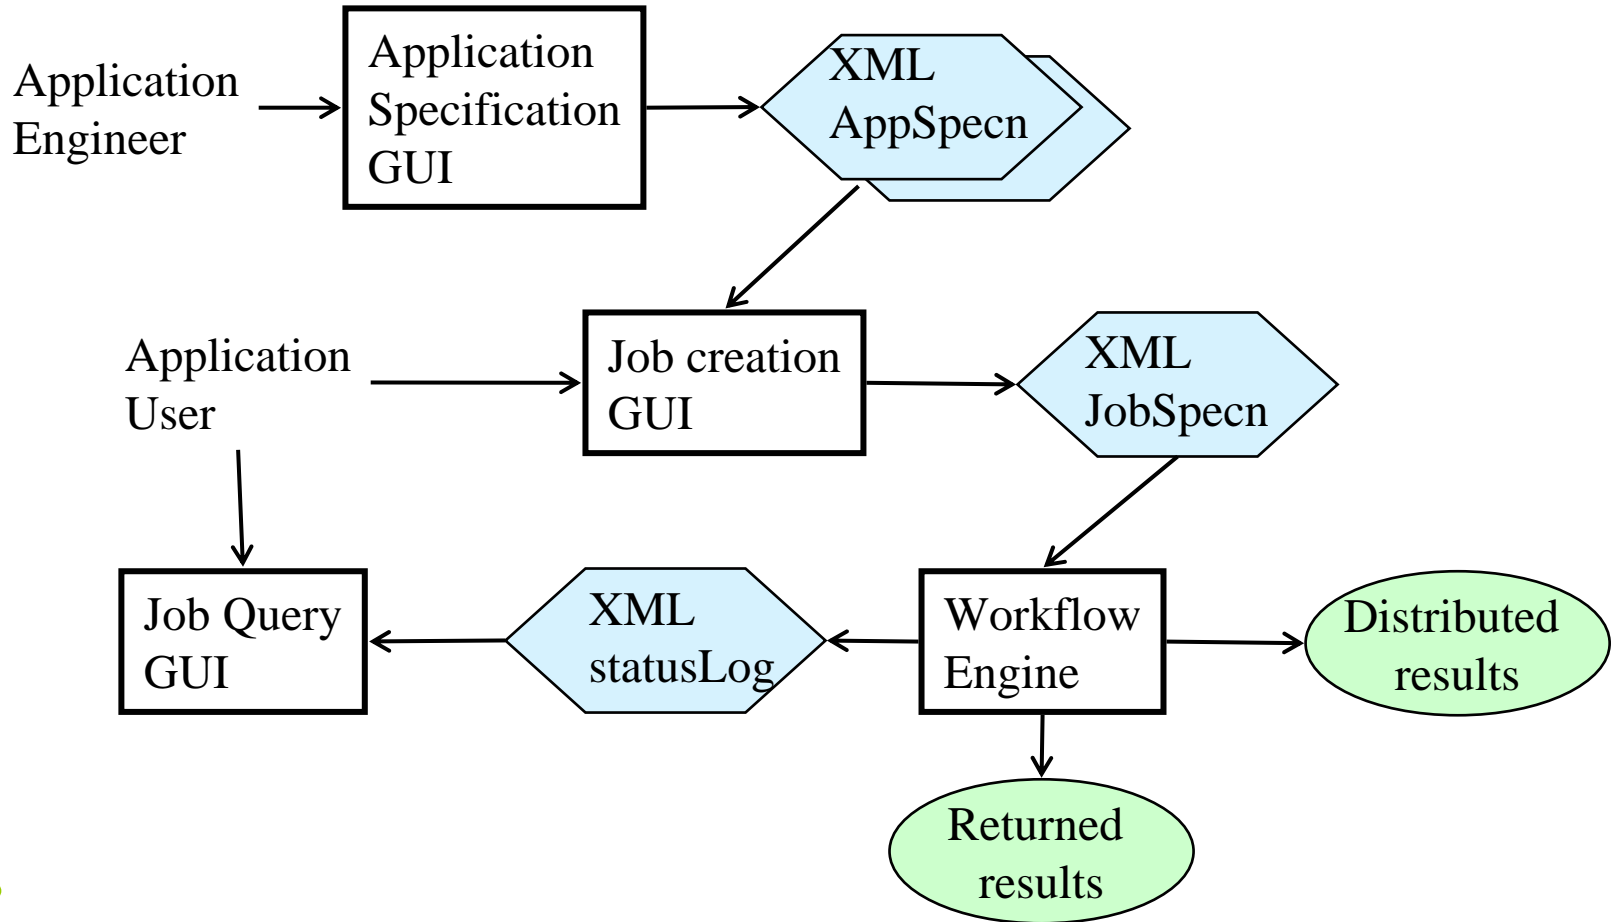 Application
Engineer
Application
Specification
GUI
XML
AppSpecn
Application
User
Job creation
GUI
XML
JobSpecn
Job Query
GUI
XML
statusLog
Workflow
Engine
Distributed
results
Returned
results